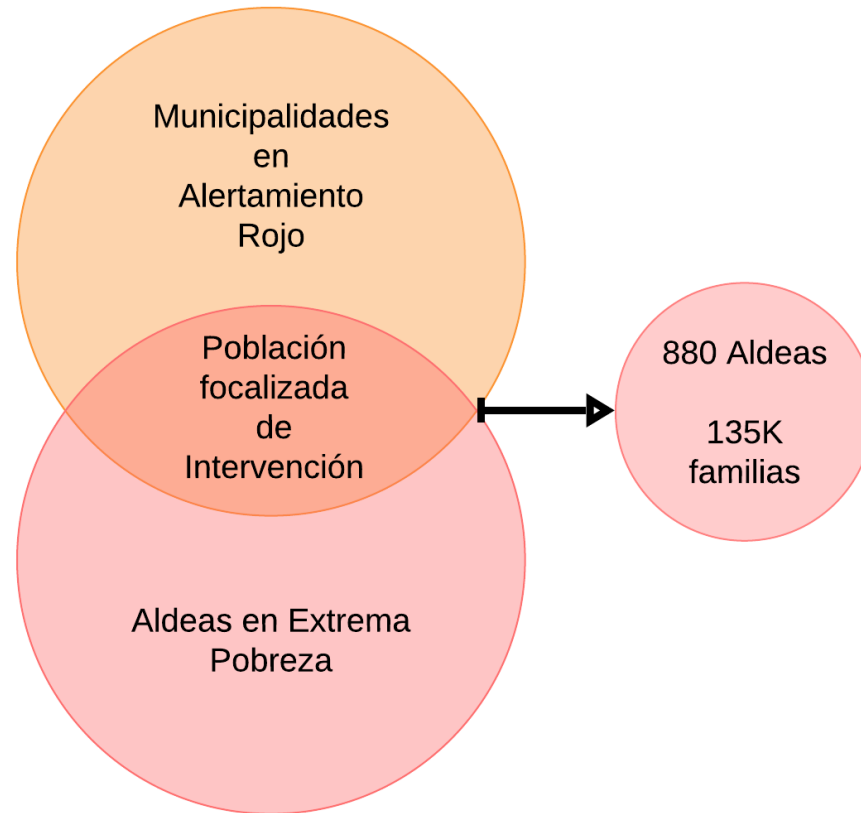 Municipalidades
en
Alertamiento
Rojo
Población
focalizada
de
Intervención
880 Aldeas
135K
familias
Aldeas en Extrema
Pobreza